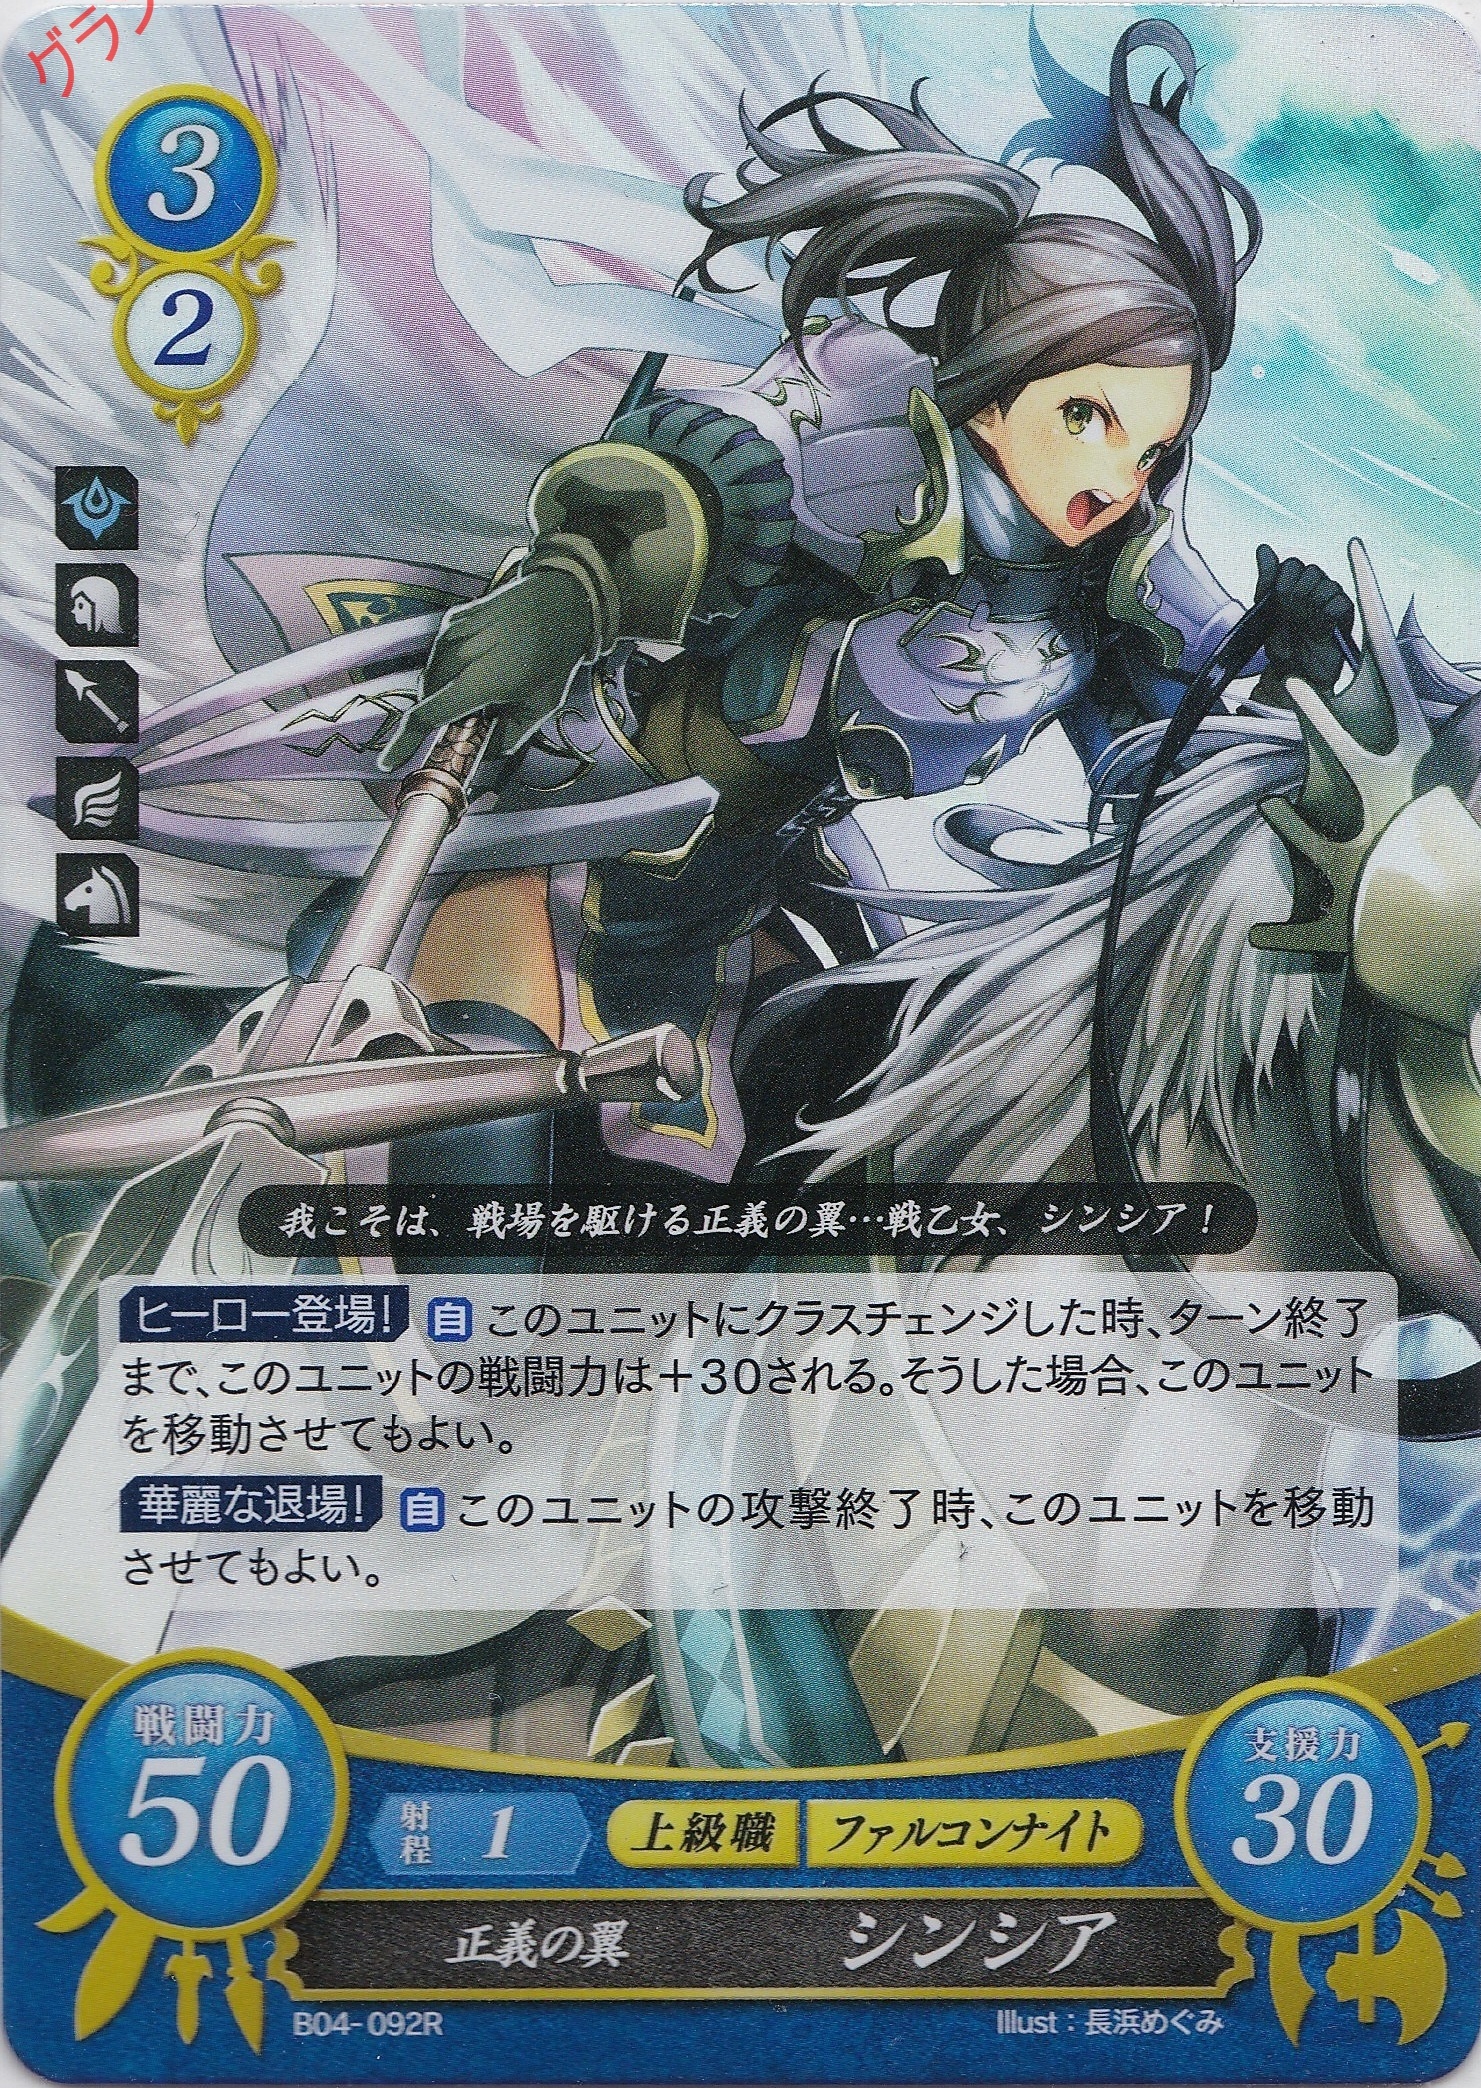 グラン
3
2
我こそは、戦場を駆ける正義の翼…戦乙女、シンシア！
ヒーロー登場！ 自 このユニットにクラスチェンジした時、ターン終了
まで、このユニットの戦闘力は＋30される。そうした場合、このユニット
を移動させてもよい。
華麗な退場！ 自 このユニットの攻撃終了時、このユニットを移動
させてもよい。
戦闘力
50
射程 1
上級職 ファルコンナイト
支援力
30
正義の翼 シンシア
B04-092R
Illust：長浜めぐみ